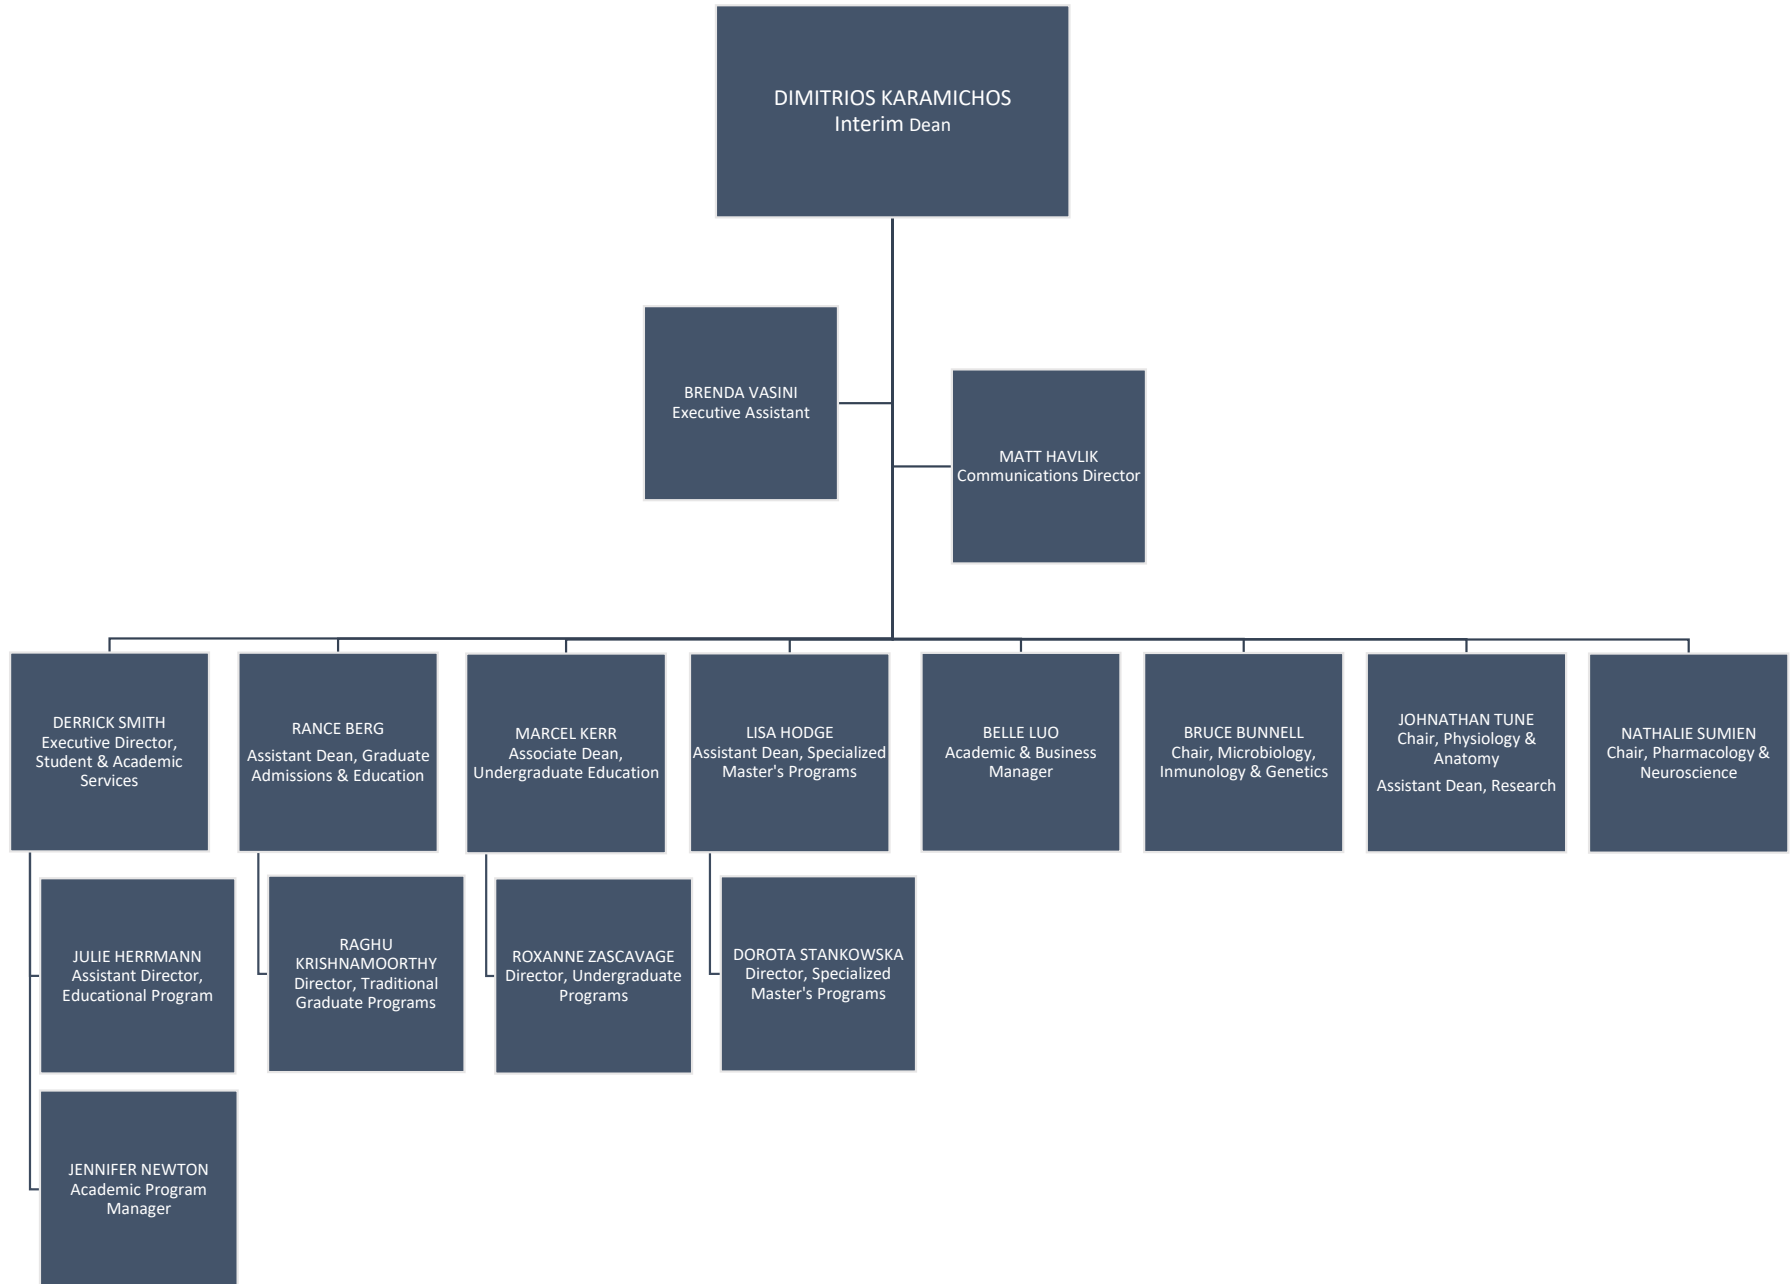 DIMITRIOS KARAMICHOS
Interim Dean
BRENDA VASINI
Executive Assistant
MATT HAVLIK
Communications Director
DERRICK SMITH
Executive Director,
Student & Academic
Services
RANCE BERG
Assistant Dean, Graduate
Admissions & Education
MARCEL KERR
Associate Dean,
Undergraduate Education
LISA HODGE
Assistant Dean, Specialized
Master's Programs
BELLE LUO
Academic & Business
Manager
BRUCE BUNNELL
Chair, Microbiology,
Inmunology & Genetics
JOHNATHAN TUNE
Chair, Physiology &
Anatomy
Assistant Dean, Research
NATHALIE SUMIEN
Chair, Pharmacology &
Neuroscience
JULIE HERRMANN
Assistant Director,
Educational Program
RAGHU
KRISHNAMOORTHY
Director, Traditional
Graduate Programs
ROXANNE ZASCAVAGE
Director, Undergraduate
Programs
DOROTA STANKOWSKA
Director, Specialized
Master's Programs
JENNIFER NEWTON
Academic Program
Manager